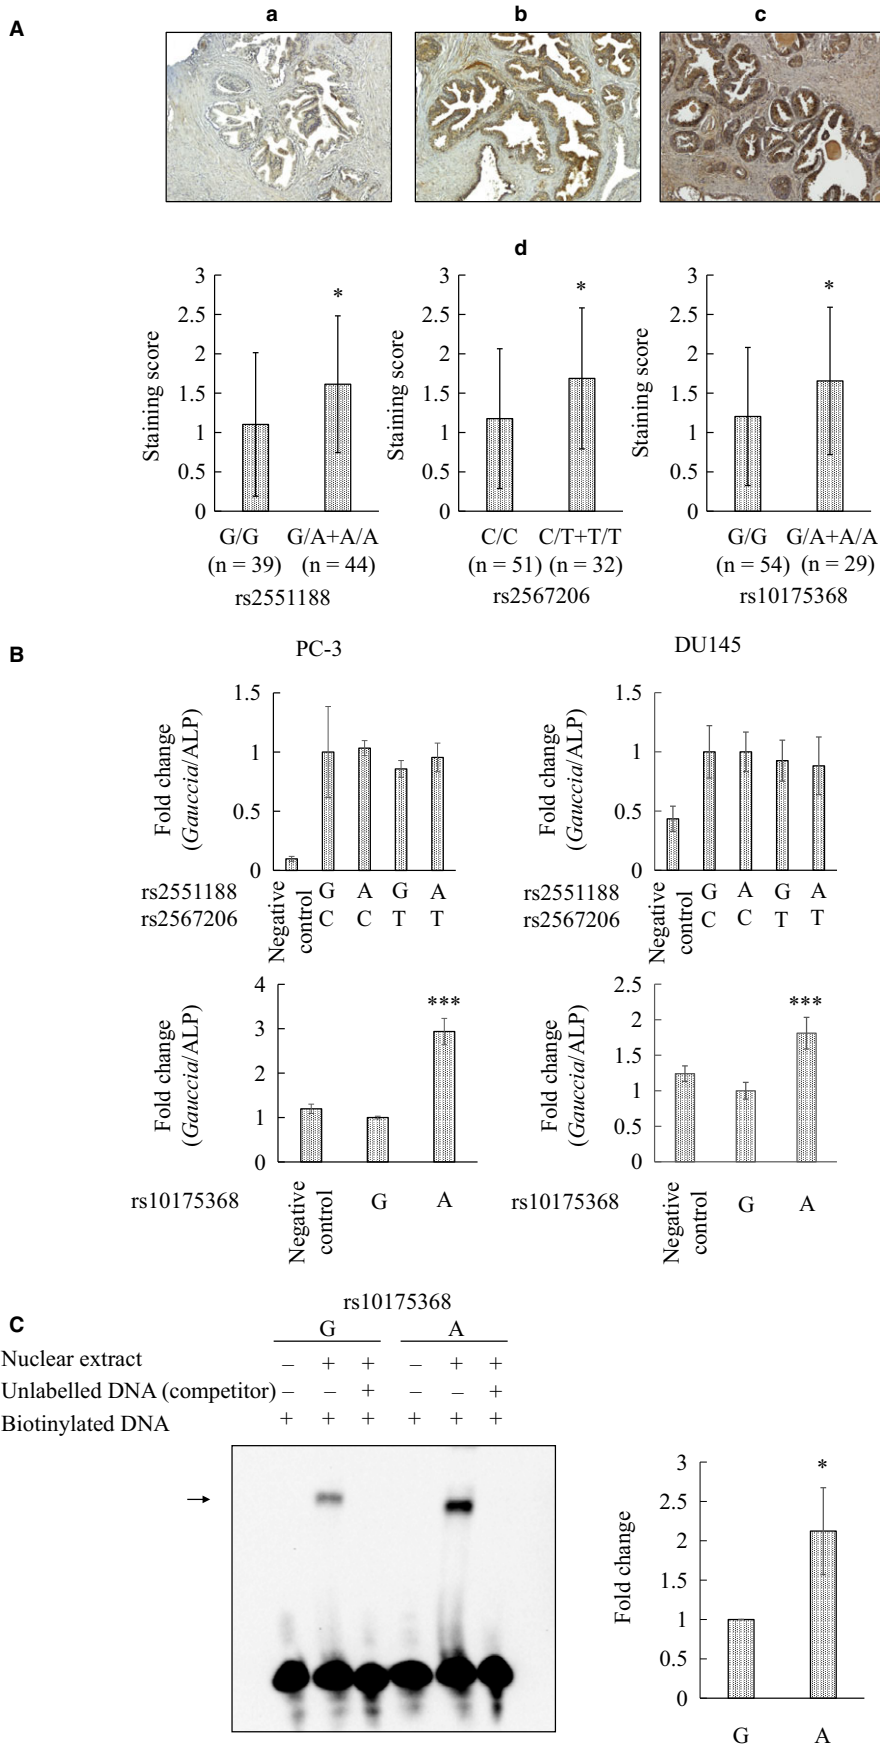 A
a b c
d
3 3 3
2.5 2.5 2.5
2 2 2
1.5 1.5 1.5
1 1 1
0.5 0.5 0.5
0 0 0
Staining score Staining score Staining score
* * *
G/G G/A+A/A C/C C/T+T/T G/G G/A+A/A
(n = 39) (n = 44) (n = 51) (n = 32) (n = 54) (n = 29)
rs2551188 rs2567206 rs10175368
B
PC-3 DU145
Fold change
(Gauccia/ALP)
1.5
1
0.5
0
rs2551188 G A G A
rs2567206 C C T T
Negative
control
Fold change
(Gauccia/ALP)
1.5
1
0.5
0
rs2551188 G A G A
rs2567206 C C T T
Negative
control
Fold change
(Gauccia/ALP)
4
3
2
1
0
***
rs10175368 G A
Negative
control
Fold change
(Gauccia/ALP)
2.5
2
1.5
1
0.5
0
***
rs10175368 G A
Negative
control
C
rs10175368
G A
Nuclear extract – + + – + +
Unlabelled DNA (competitor) – – + – – +
Biotinylated DNA + + + + + +
→
Fold change
3
2.5
2
1.5
1
0.5
0
*
G A